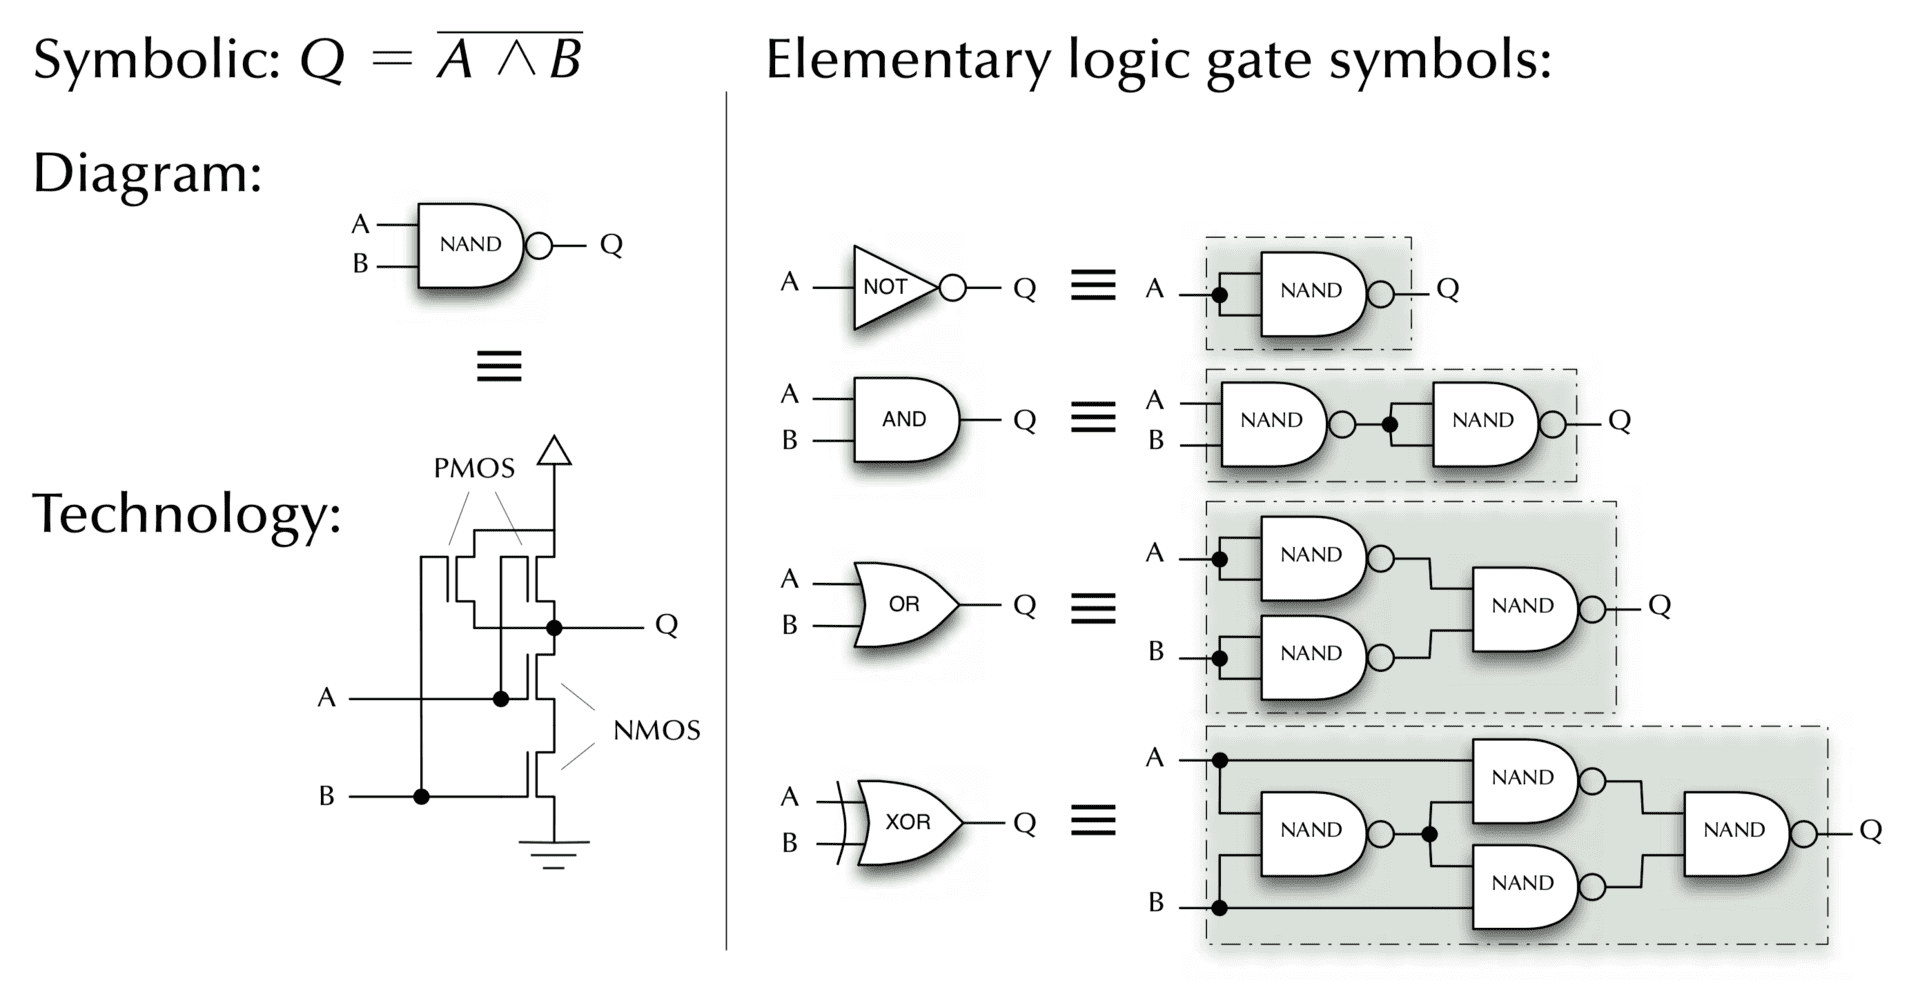 Symbolic: Q = \overline{A ∧ B}
Diagram:
A
B
NAND
Q
≡
Technology:
PMOS
Q
A
NMOS
B
Elementary logic gate symbols:
A NOT Q ≡ A NAND Q
A
B
AND Q ≡
A
B
NAND NAND Q
A
B
OR Q ≡
A NAND
NAND Q
B NAND
A
B
XOR Q ≡
A
NAND
NAND NAND Q
NAND
B